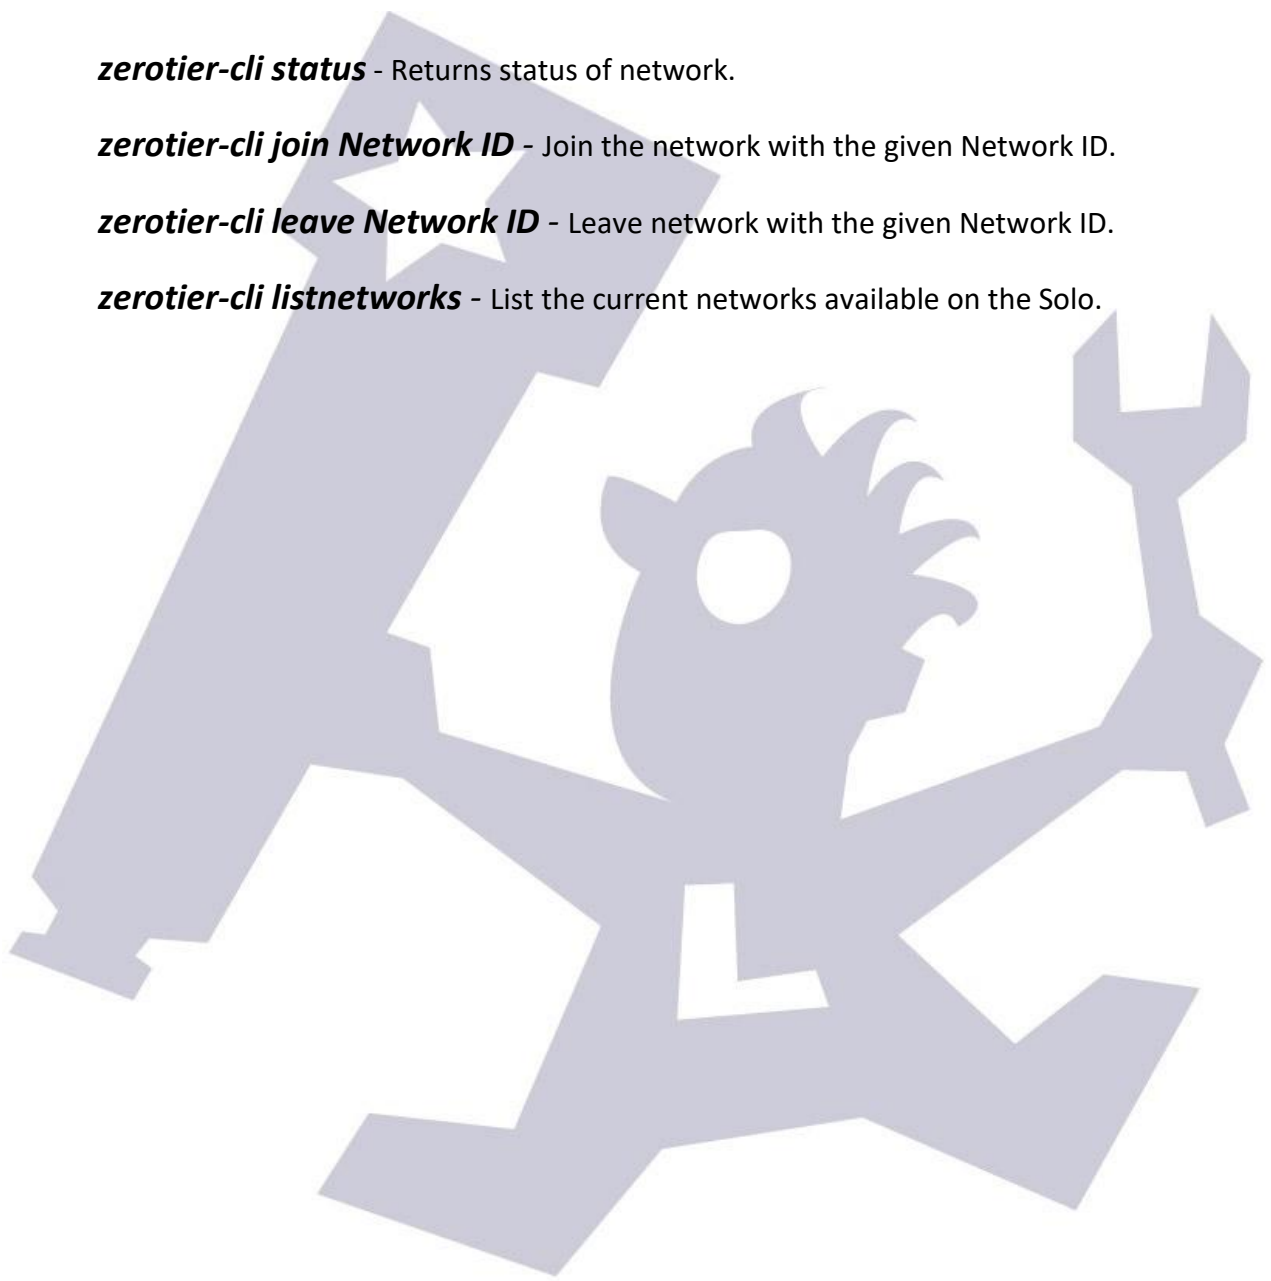 zerotier-cli status - Returns status of network.
zerotier-cli join Network ID - Join the network with the given Network ID.
zerotier-cli leave Network ID - Leave network with the given Network ID.
zerotier-cli listnetworks - List the current networks available on the Solo.
L